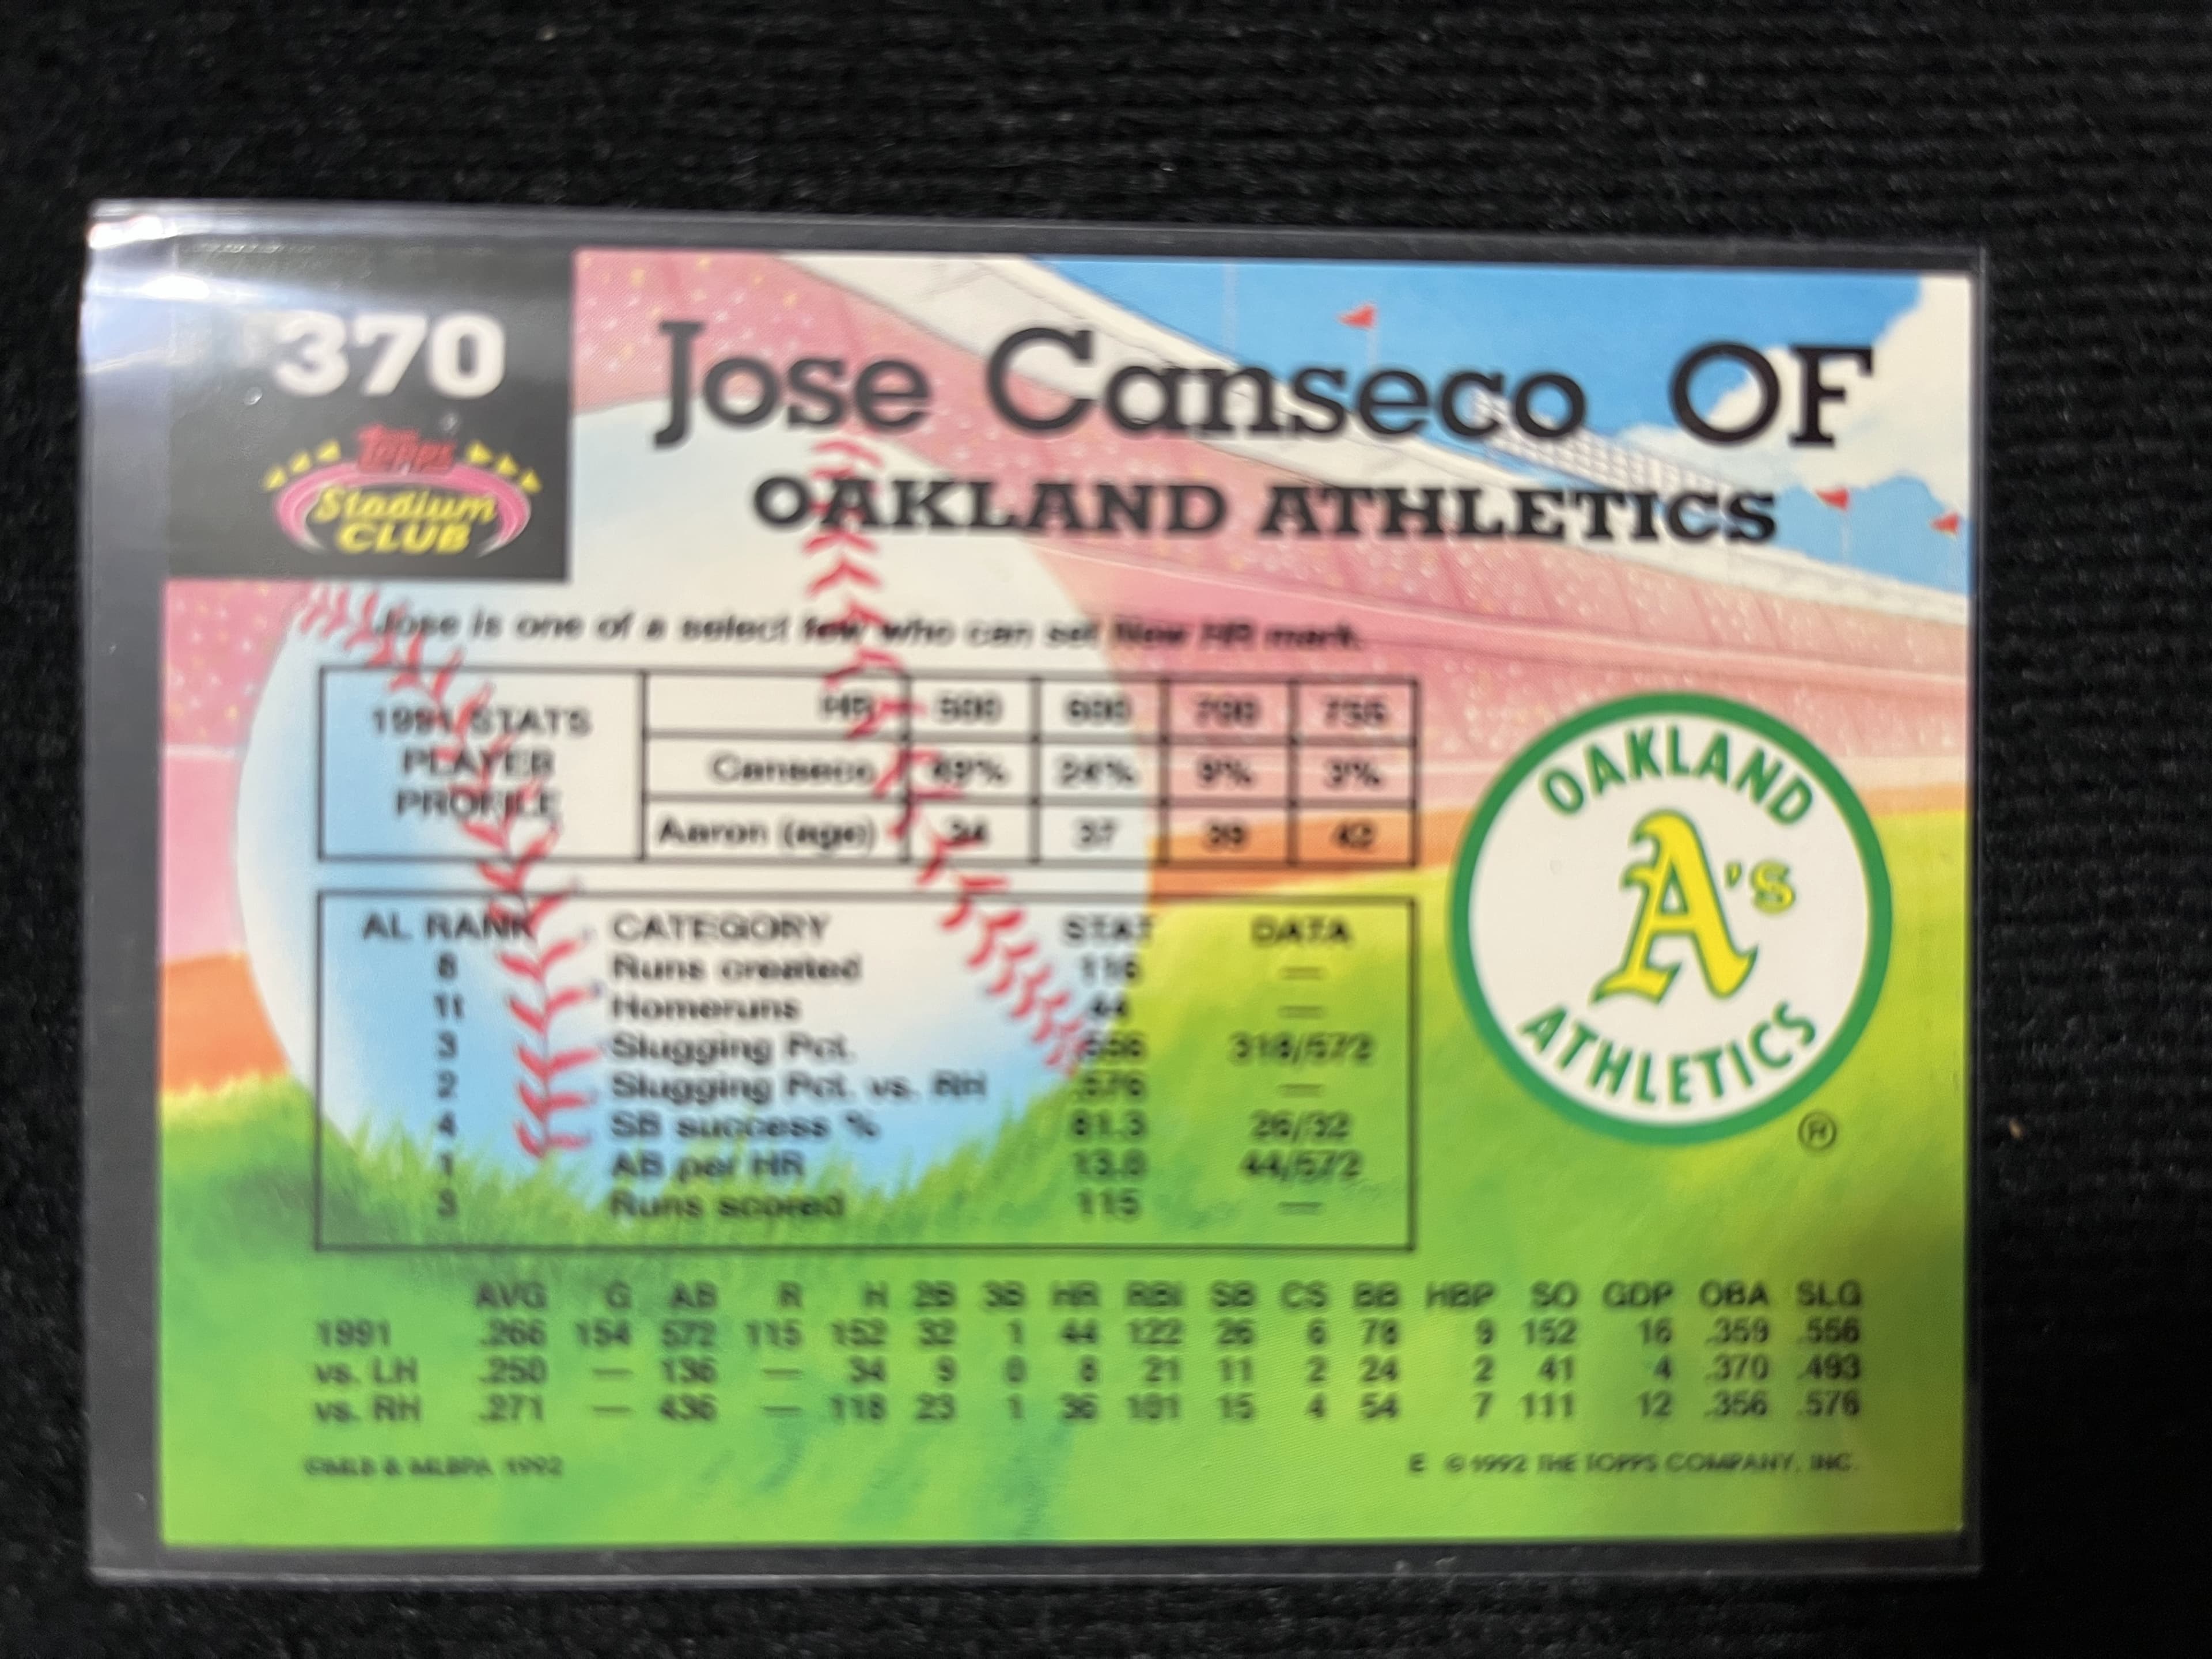 370
Topps
Stadium
CLUB
Jose Canseco OF
OAKLAND ATHLETICS
Jose is one of a select few who can set New HR mark.
1991 STATS PLAYER PROFILE
HR 500 600 700 755
Canseco 49% 24% 9% 3%
Aaron (age) 34 37 39 42
OAKLAND
A's
ATHLETICS
®
AL RANK CATEGORY STAT DATA
Runs created 116 —
Homeruns 44 —
3 Slugging Pct. .556 318/572
2 Slugging Pct. vs. RH .576 —
4 SB success % 81.3 26/32
1 AB per HR 13.0 44/572
3 Runs scored 115 —
AVG G AB R H 2B 3B HR RBI SB CS BB HBP SO GDP OBA SLG
1991 .266 154 572 115 152 32 1 44 122 26 6 78 9 152 16 .359 .556
vs. LH .250 — 136 — 34 9 0 8 21 11 2 24 2 41 4 .370 .493
vs. RH .271 — 436 — 118 23 1 36 101 15 4 54 7 111 12 .356 .576
©MLB & MLBPA 1992
E ©1992 THE TOPPS COMPANY, INC.